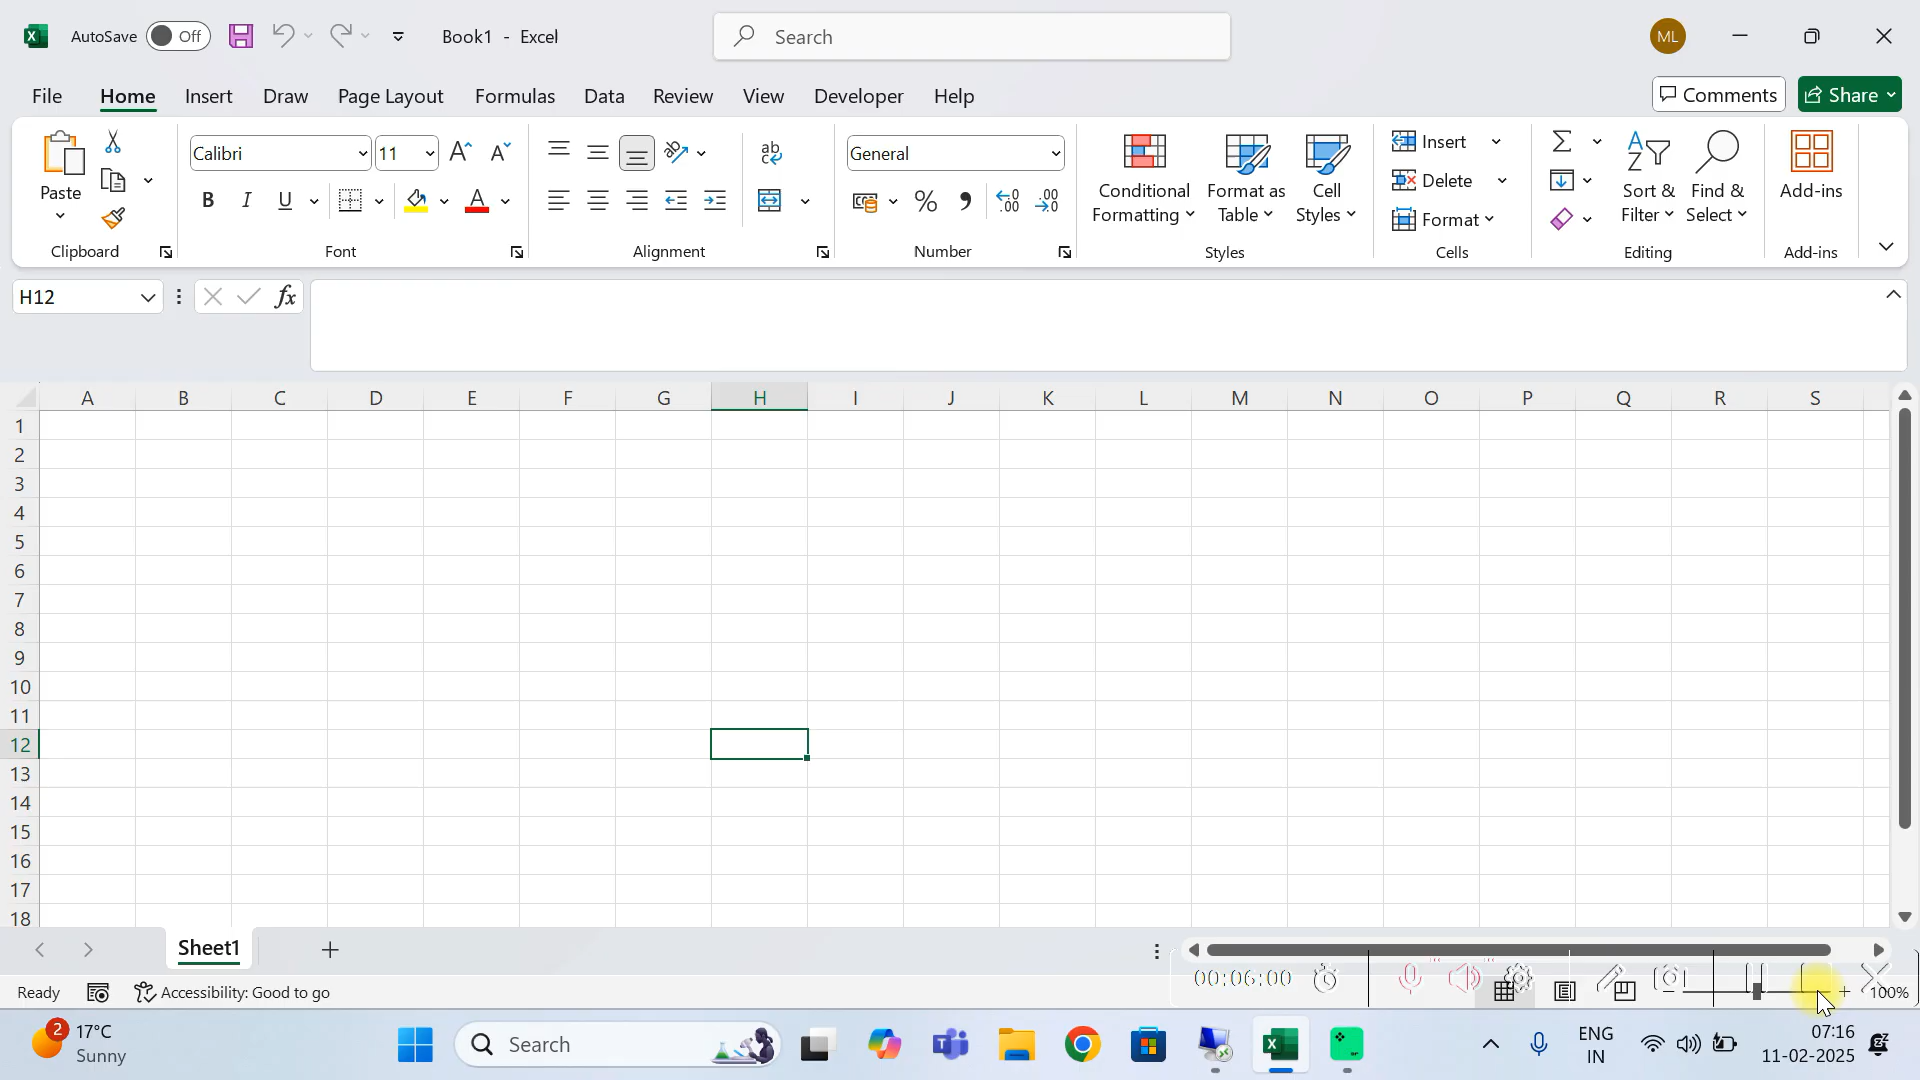 AutoSave Off Book1 - Excel Search ML
File Home Insert Draw Page Layout Formulas Data Review View Developer Help Comments Share
Paste
Clipboard
Calibri 11
B I U A
Font
ab
Alignment
General
% .00
Number
Conditional Formatting
Format as Table
Cell Styles
Styles
Insert
Delete
Format
Cells
Sort & Filter
Find & Select
Editing
Add-ins
Add-ins
H12 fx
A B C D E F G H I J K L M N O P Q R S
1
2
3
4
5
6
7
8
9
10
11
12
13
14
15
16
17
18
Sheet1
00:06:00
Ready Accessibility: Good to go 100%
2 17°C
Sunny
Search
ENG
IN
07:16
11-02-2025